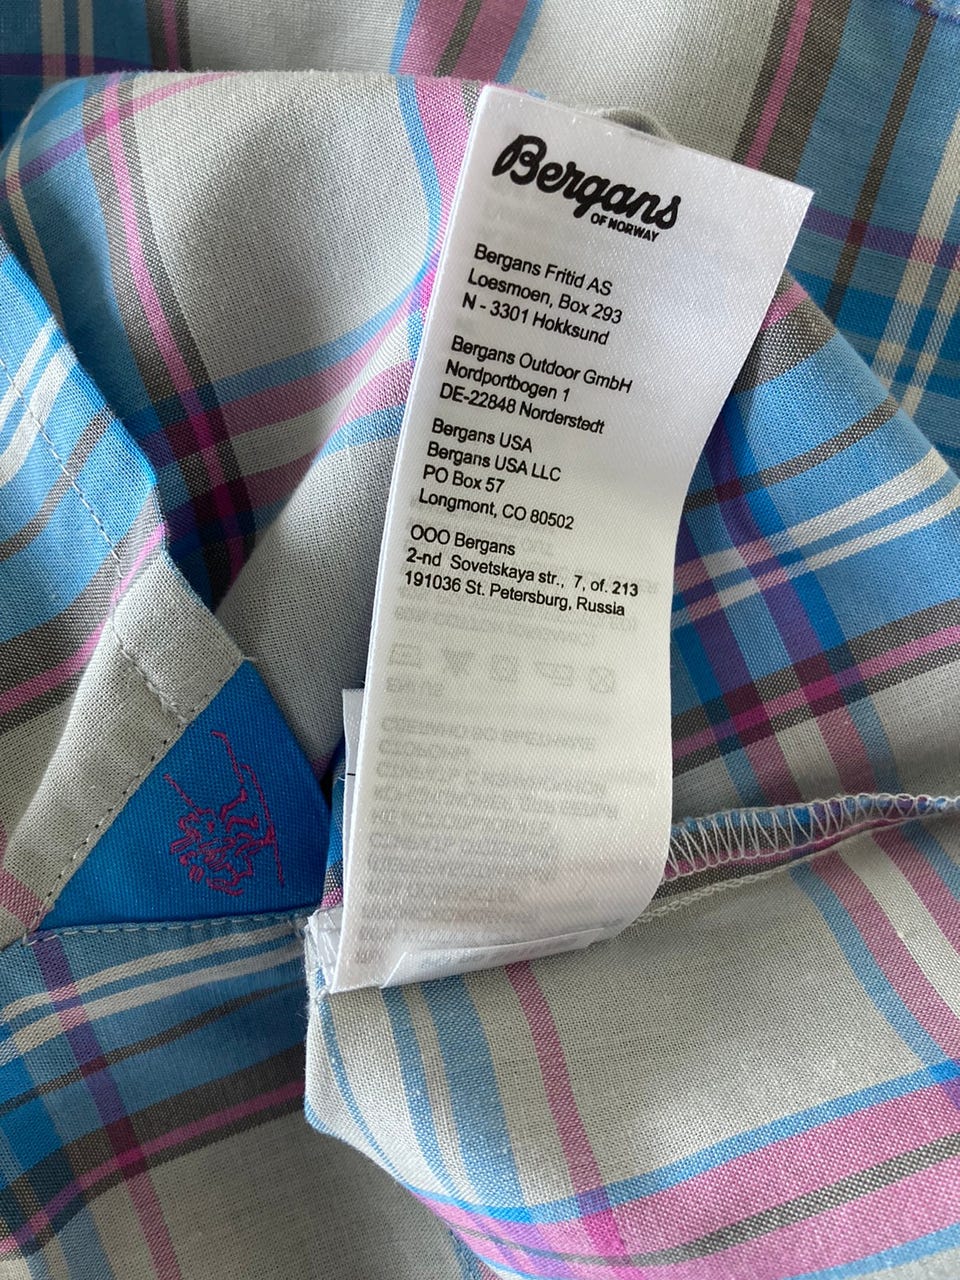 Bergans
OF NORWAY
Bergans Fritid AS
Loesmoen, Box 293
N - 3301 Hokksund
Bergans Outdoor GmbH
Nordportbogen 1
DE-22848 Norderstedt
Bergans USA
Bergans USA LLC
PO Box 57
Longmont, CO 80502
OOO Bergans
2-nd Sovetskaya str., 7, of. 213
191036 St. Petersburg, Russia